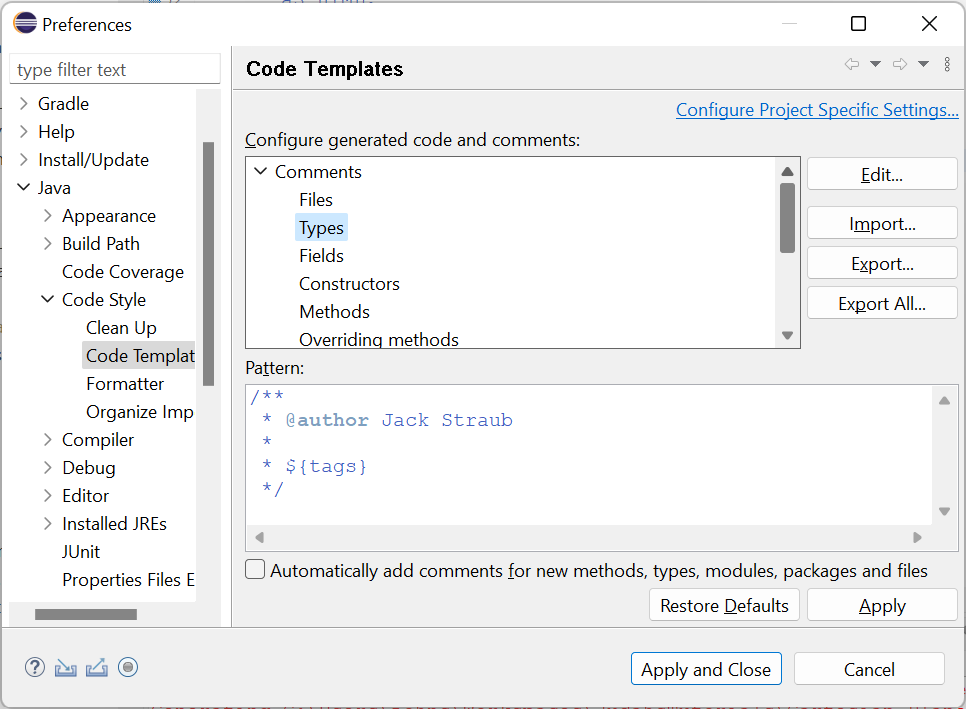 Preferences
type filter text
Gradle
Help
Install/Update
Java
Appearance
Build Path
Code Coverage
Code Style
Clean Up
Code Templat
Formatter
Organize Imp
Compiler
Debug
Editor
Installed JREs
JUnit
Properties Files E
Code Templates
Configure Project Specific Settings...
Configure generated code and comments:
Comments
Files
Types
Fields
Constructors
Methods
Overriding methods
Edit...
Import...
Export...
Export All...
Pattern:
/**
* @author Jack Straub
*
* ${tags}
*/
Automatically add comments for new methods, types, modules, packages and files
Restore Defaults
Apply
Apply and Close
Cancel